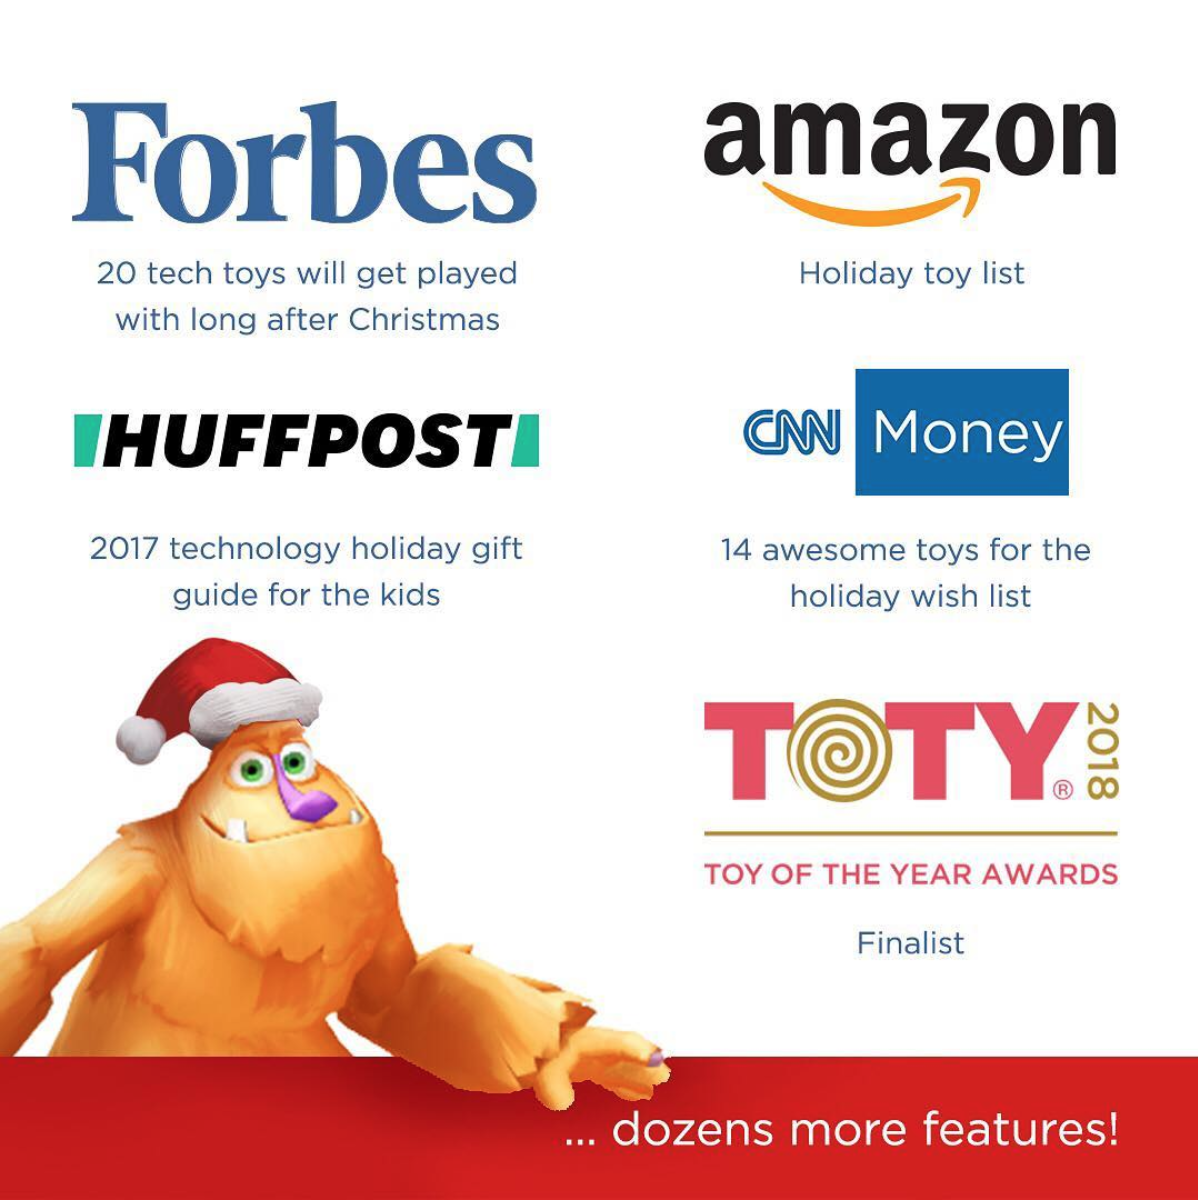 Forbes
20 tech toys will get played
with long after Christmas
amazon
Holiday toy list
HUFFPOST
2017 technology holiday gift
guide for the kids
CNN Money
14 awesome toys for the
holiday wish list
TOTY® 2018
TOY OF THE YEAR AWARDS
Finalist
... dozens more features!